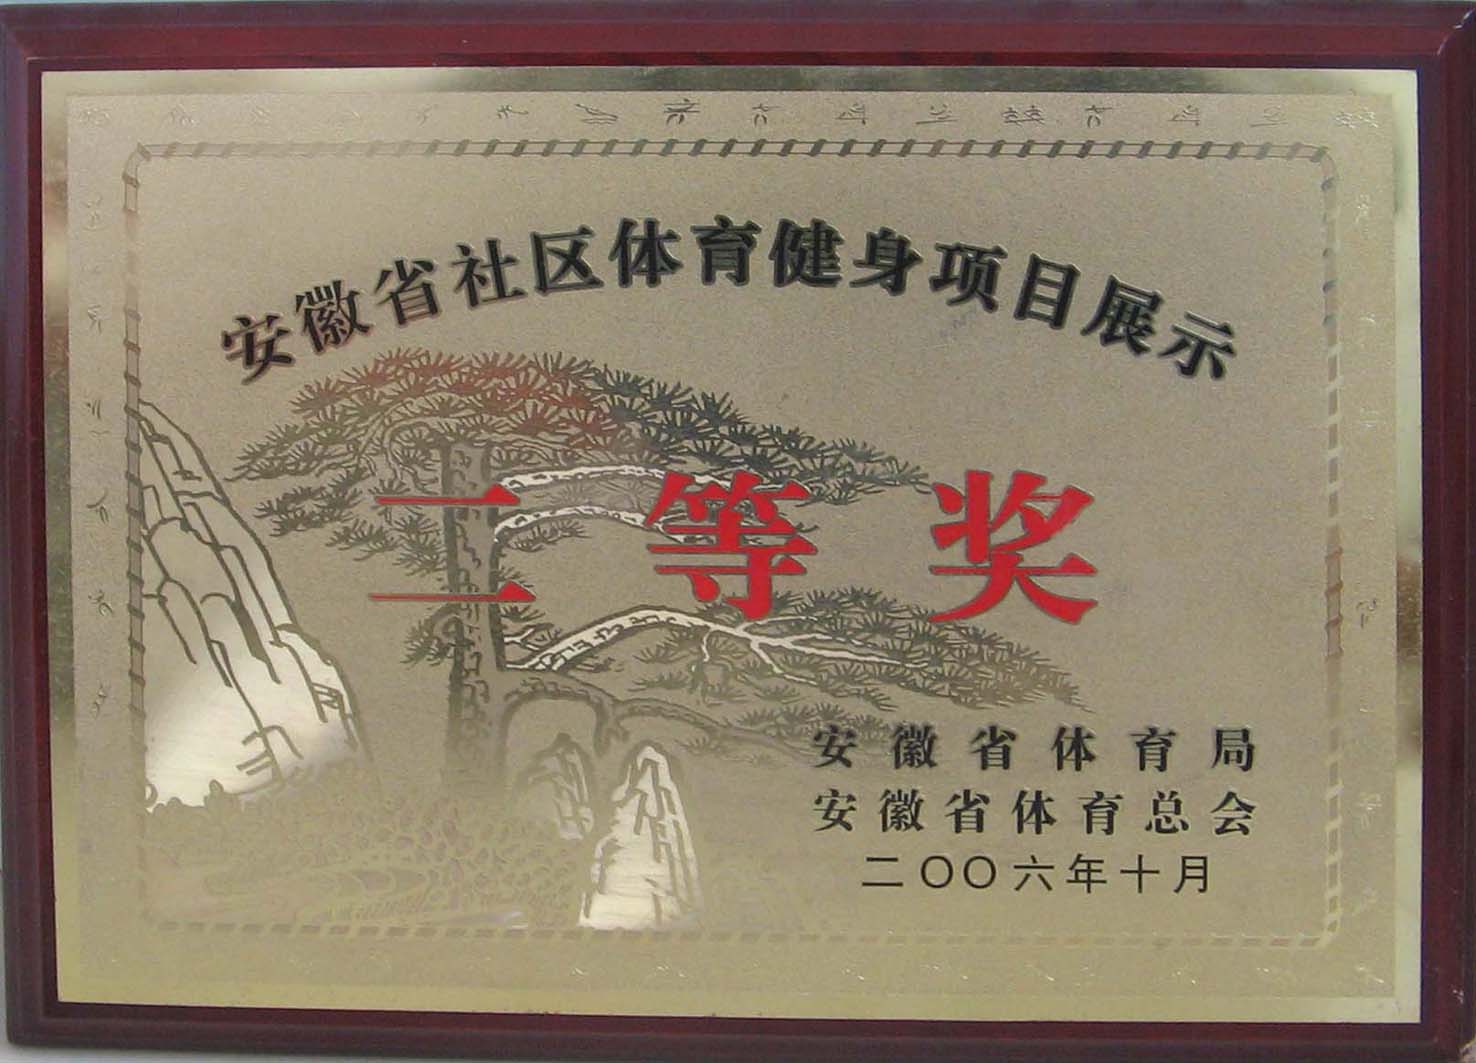 安徽省社区体育健身项目展示
二等奖
安徽省体育局
安徽省体育总会
二〇〇六年十月